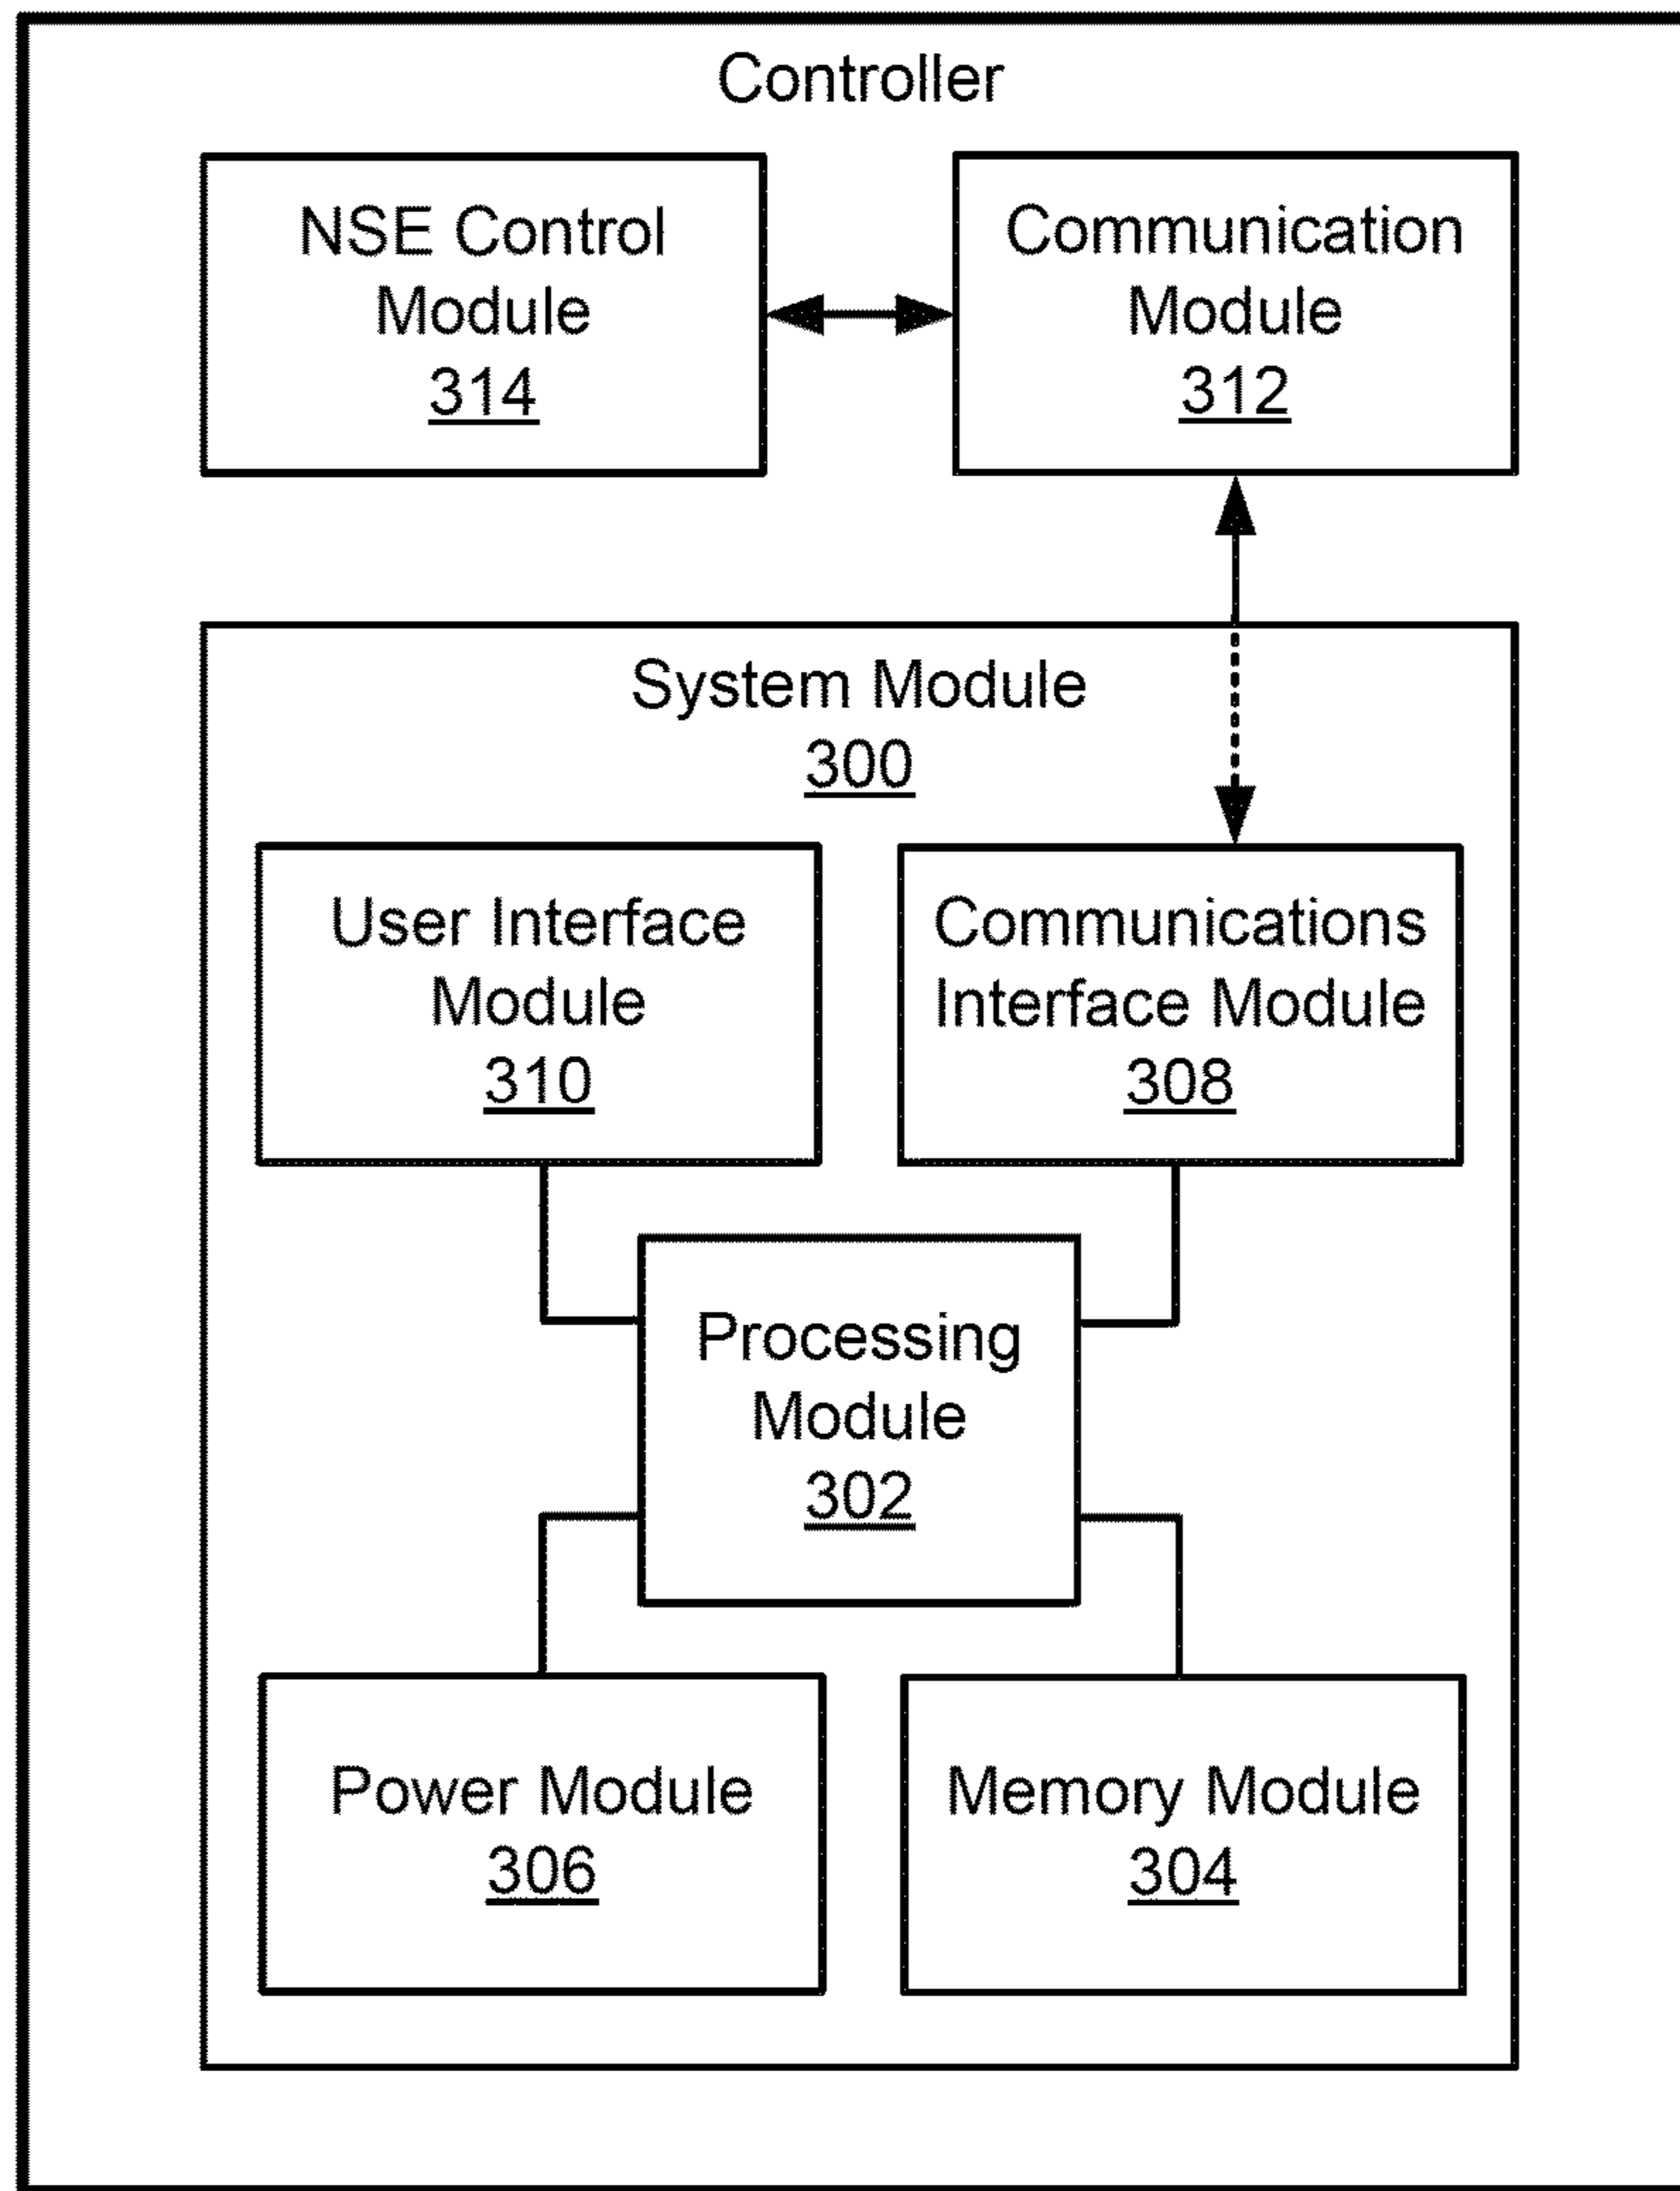 Controller
NSE Control
Module
314
Communication
Module
312
System Module
300
User Interface
Module
310
Communications
Interface Module
308
Processing
Module
302
Power Module
306
Memory Module
304